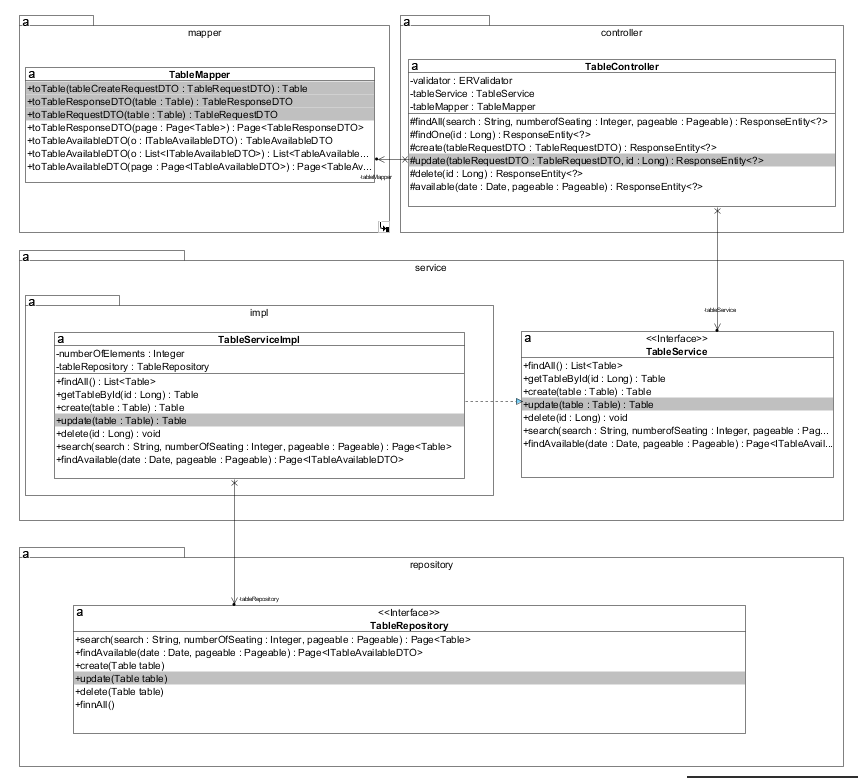 a
mapper
a
TableMapper
+toTable(tableCreateRequestDTO : TableRequestDTO) : Table
+toTableResponseDTO(table : Table) : TableResponseDTO
+toTableRequestDTO(table : Table) : TableRequestDTO
+toTableResponseDTO(page : Page<Table>) : Page<TableResponseDTO>
+toTableAvailableDTO(o : ITableAvailableDTO) : TableAvailableDTO
+toTableAvailableDTO(o : List<ITableAvailableDTO>) : List<TableAvailable...
+toTableAvailableDTO(page : Page<ITableAvailableDTO>) : Page<TableAv...
-tableMapper
a
controller
a
TableController
-validator : ERValidator
-tableService : TableService
-tableMapper : TableMapper
#findAll(search : String, numberofSeating : Integer, pageable : Pageable) : ResponseEntity<?>
#findOne(id : Long) : ResponseEntity<?>
#create(tableRequestDTO : TableRequestDTO) : ResponseEntity<?>
#update(tableRequestDTO : TableRequestDTO, id : Long) : ResponseEntity<?>
#delete(id : Long) : ResponseEntity<?>
#available(date : Date, pageable : Pageable) : ResponseEntity<?>
-tableService
a
service
a
impl
a
TableServiceImpl
-numberOfElements : Integer
-tableRepository : TableRepository
+findAll() : List<Table>
+getTableById(id : Long) : Table
+create(table : Table) : Table
+update(table : Table) : Table
+delete(id : Long) : void
+search(search : String, numberOfSeating : Integer, pageable : Pageable) : Page<Table>
+findAvailable(date : Date, pageable : Pageable) : Page<ITableAvailableDTO>
a
<<Interface>>
TableService
+findAll() : List<Table>
+getTableById(id : Long) : Table
+create(table : Table) : Table
+update(table : Table) : Table
+delete(id : Long) : void
+search(search : String, numberofSeating : Integer, pageable : Pag...
+findAvailable(date : Date, pageable : Pageable) : Page<ITableAvail...
-tableRepository
a
repository
a
<<Interface>>
TableRepository
+search(search : String, numberOfSeating : Integer, pageable : Pageable) : Page<Table>
+findAvailable(date : Date, pageable : Pageable) : Page<ITableAvailableDTO>
+create(Table table)
+update(Table table)
+delete(Table table)
+finnAll()